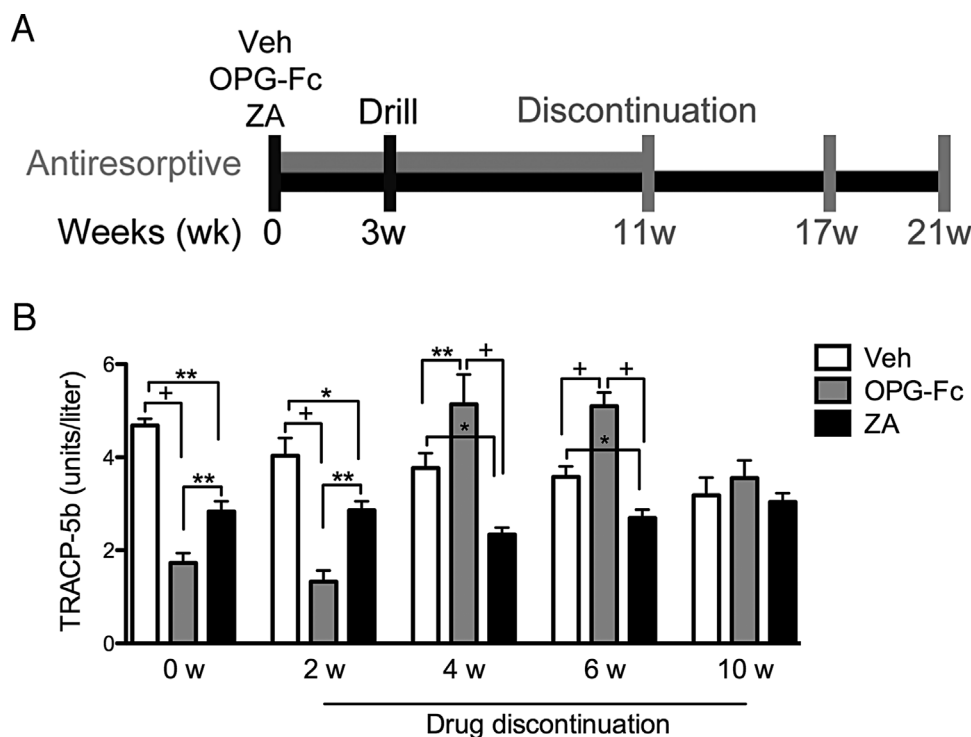 A
Veh
OPG-Fc
ZA
Drill
Discontinuation
Antiresorptive
Weeks (wk) 0 3w 11w 17w 21w
B
TRACP-5b (units/liter)
6
4
2
0
** + **
* + **
** + *
+ + *
Veh
OPG-Fc
ZA
0 w 2 w 4 w 6 w 10 w
Drug discontinuation